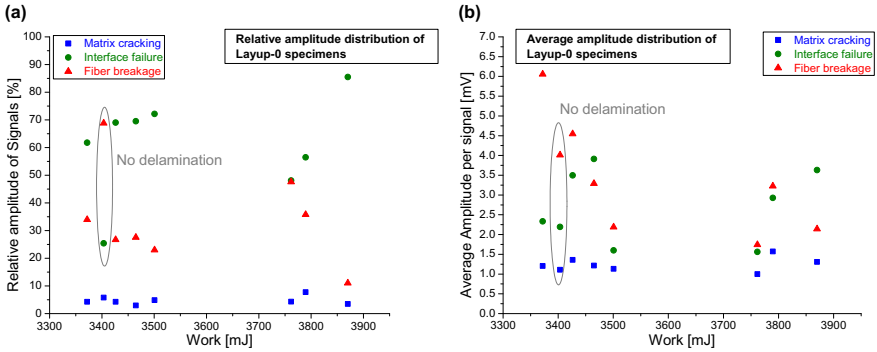 (a)
Relative amplitude distribution of
Layup-0 specimens
Matrix cracking
Interface failure
Fiber breakage
No delamination
Relative amplitude of Signals [%]
100
90
80
70
60
50
40
30
20
10
0
3300
3400
3500
3600
3700
3800
3900
Work [mJ]
(b)
Average amplitude distribution of
Layup-0 specimens
Matrix cracking
Interface failure
Fiber breakage
No delamination
Average Amplitude per signal [mV]
7.0
6.5
6.0
5.5
5.0
4.5
4.0
3.5
3.0
2.5
2.0
1.5
1.0
0.5
0.0
3300
3400
3500
3600
3700
3800
3900
Work [mJ]